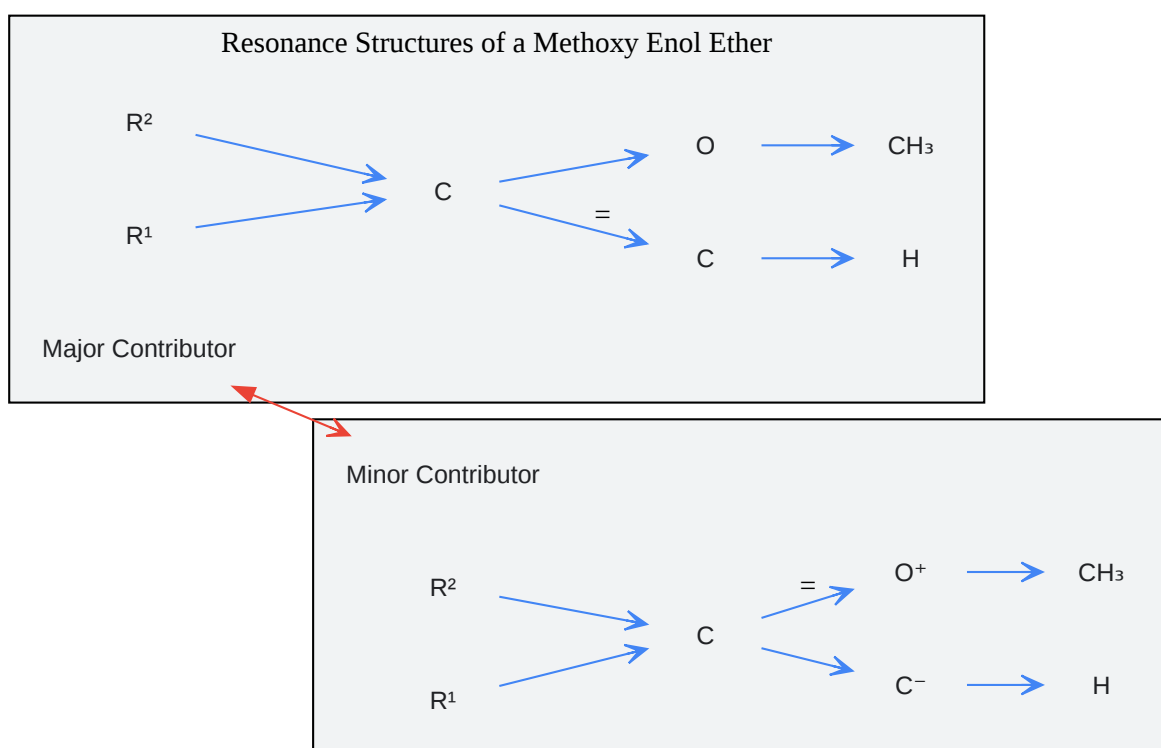 Resonance Structures of a Methoxy Enol Ether
R²
O
CH₃
C
=
R¹
C
H
Major Contributor
Minor Contributor
R²
=
O⁺
CH₃
C
R¹
C⁻
H